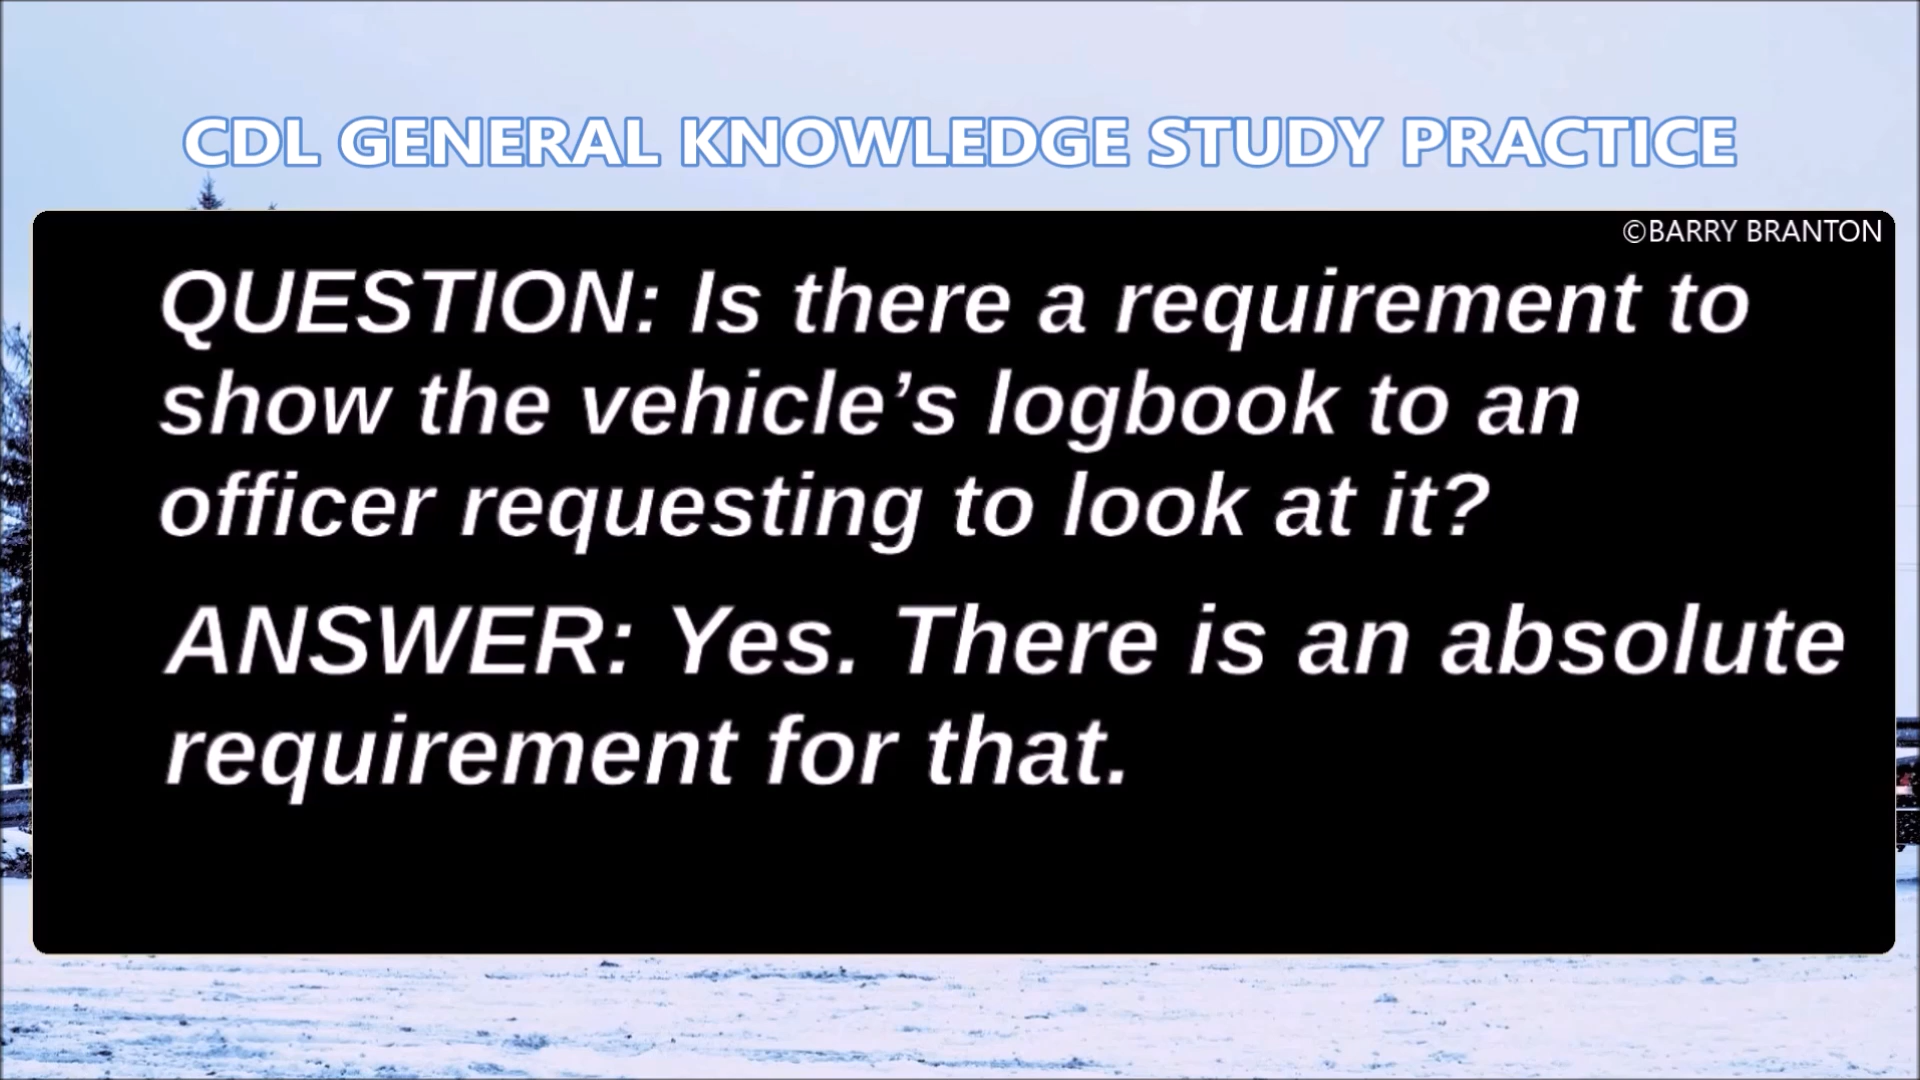 CDL GENERAL KNOWLEDGE STUDY PRACTICE
©BARRY BRANTON
QUESTION: Is there a requirement to
show the vehicle’s logbook to an
officer requesting to look at it?
ANSWER: Yes. There is an absolute
requirement for that.